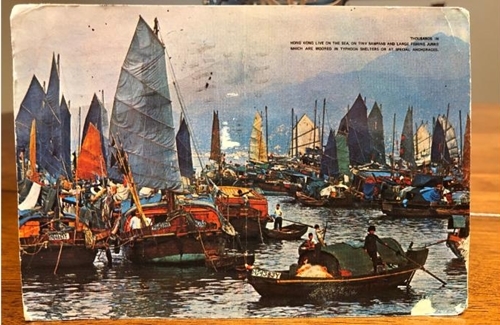 THOUSANDS IN
HONG KONG LIVE ON THE SEA, ON TINY SAMPANS AND LARGE FISHING JUNKS
WHICH ARE MOORED IN TYPHOON SHELTERS OR AT SPECIAL ANCHORAGES.